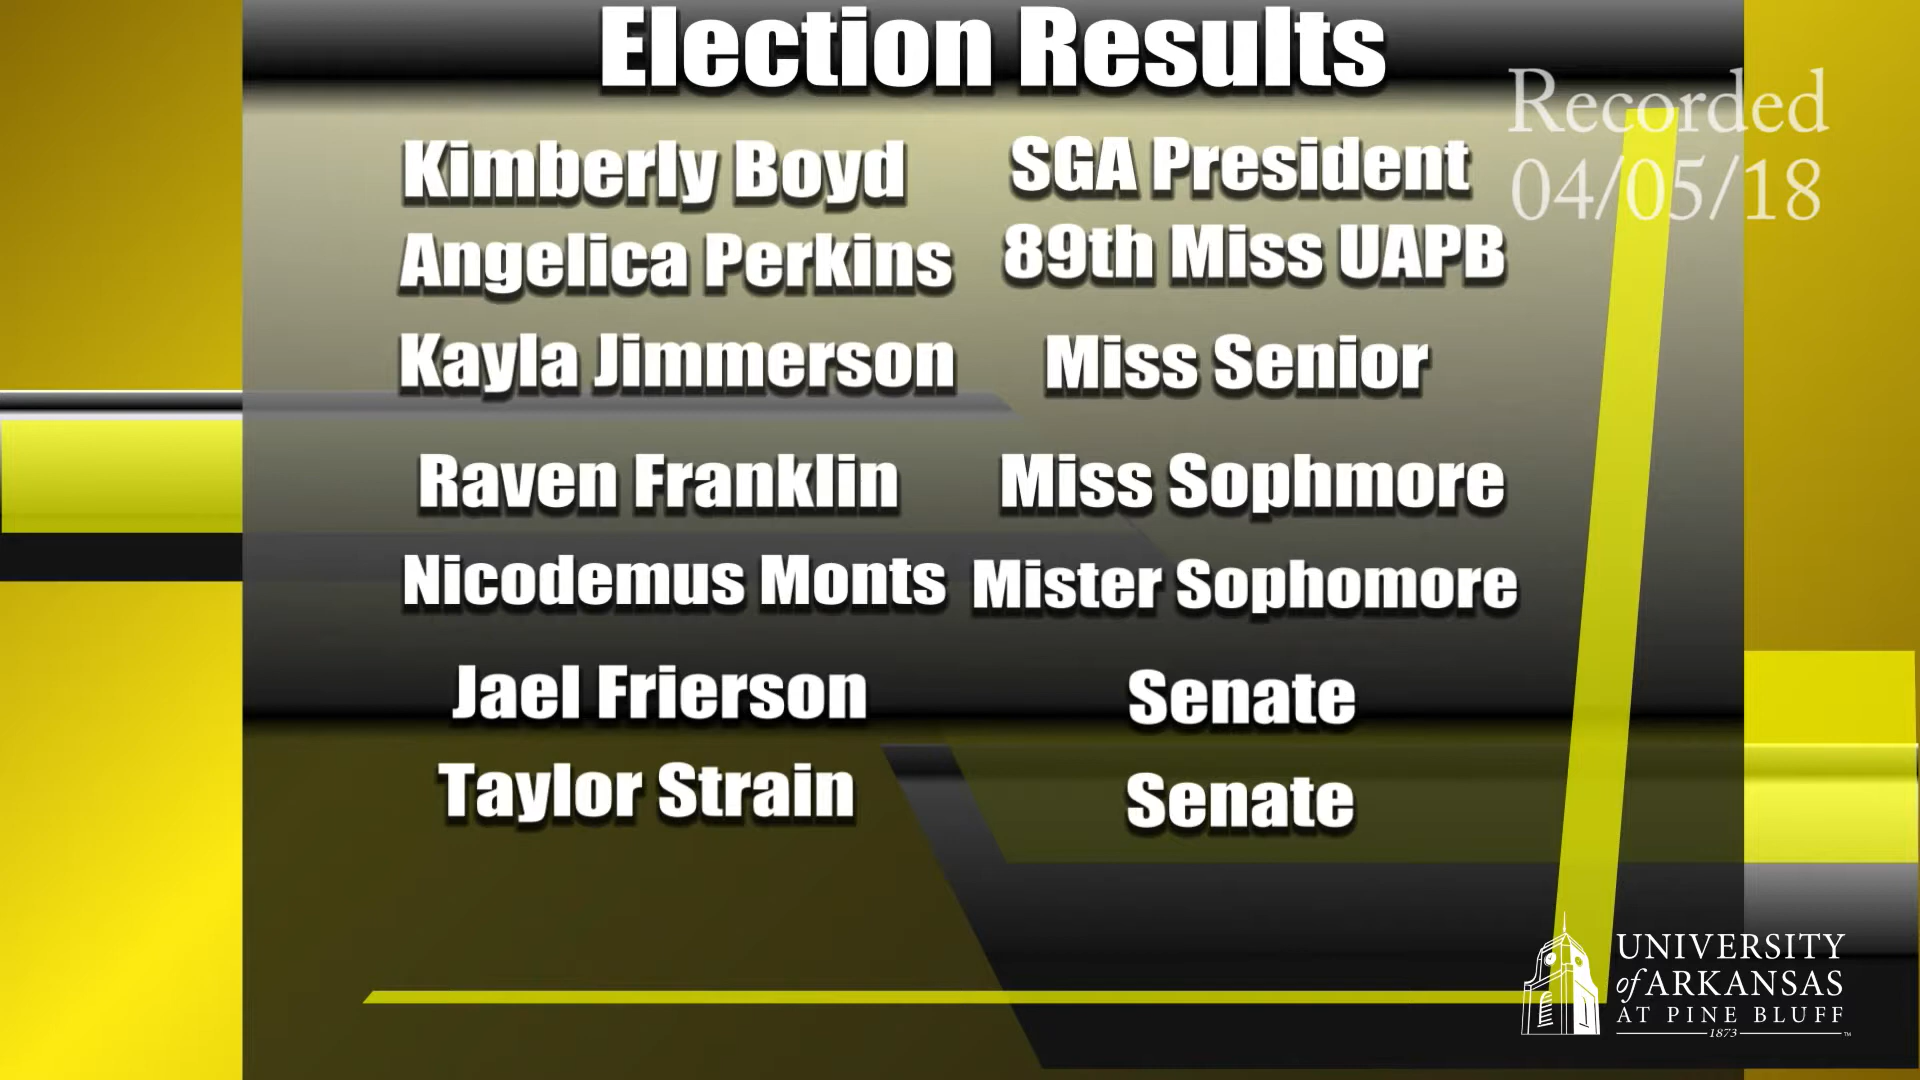 Election Results
Recorded
04/05/18
Kimberly Boyd SGA President
Angelica Perkins 89th Miss UAPB
Kayla Jimmerson Miss Senior
Raven Franklin Miss Sophmore
Nicodemus Monts Mister Sophomore
Jael Frierson Senate
Taylor Strain Senate
UNIVERSITY
of ARKANSAS
AT PINE BLUFF
1873 ™